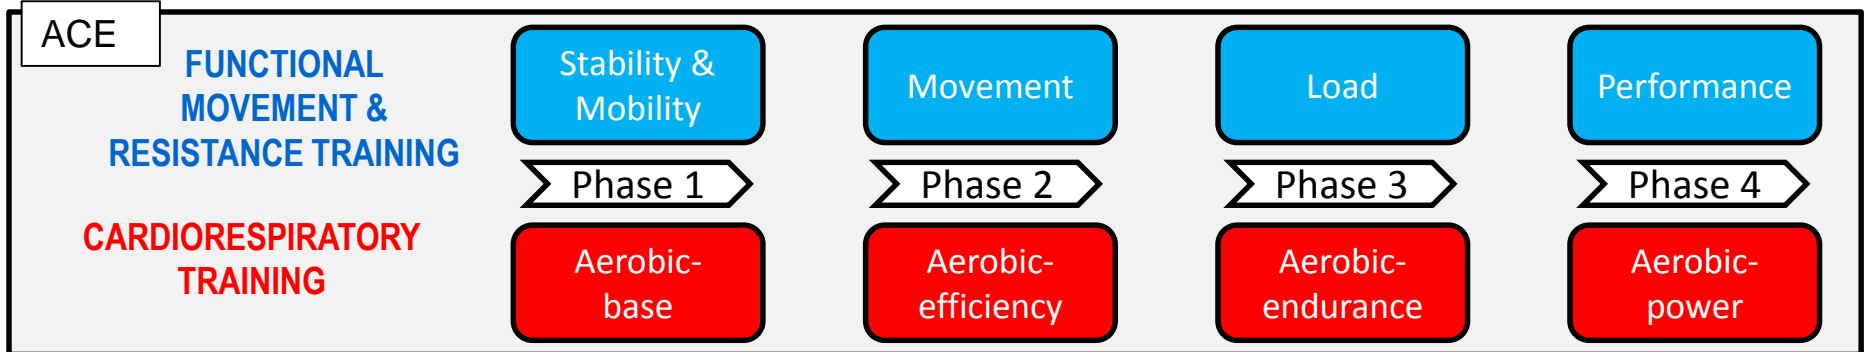 ACE
FUNCTIONAL
MOVEMENT &
RESISTANCE TRAINING
Stability &
Mobility
Movement
Load
Performance
Phase 1
Phase 2
Phase 3
Phase 4
CARDIORESPIRATORY
TRAINING
Aerobic-
base
Aerobic-
efficiency
Aerobic-
endurance
Aerobic-
power